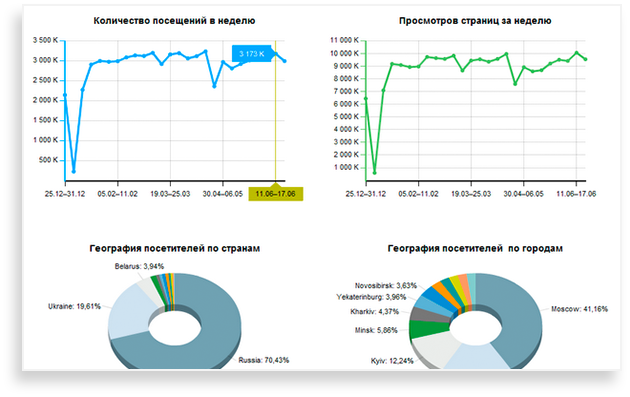 Количество посещений в неделю
3 500 K
3 000 K
2 500 K
2 000 K
1 500 K
1 000 K
500 K
3 173 K
25.12–31.12
05.02–11.02
19.03–25.03
30.04–06.05
11.06–17.06
Просмотров страниц за неделю
11 000 K
10 000 K
9 000 K
8 000 K
7 000 K
6 000 K
5 000 K
4 000 K
3 000 K
2 000 K
1 000 K
25.12–31.12
05.02–11.02
19.03–25.03
30.04–06.05
11.06–17.06
География посетителей по странам
Belarus: 3,94%
Ukraine: 19,61%
Russia: 70,43%
География посетителей по городам
Novosibirsk: 3,63%
Yekaterinburg: 3,96%
Kharkiv: 4,37%
Minsk: 5,66%
Kyiv: 12,24%
Moscow: 41,16%